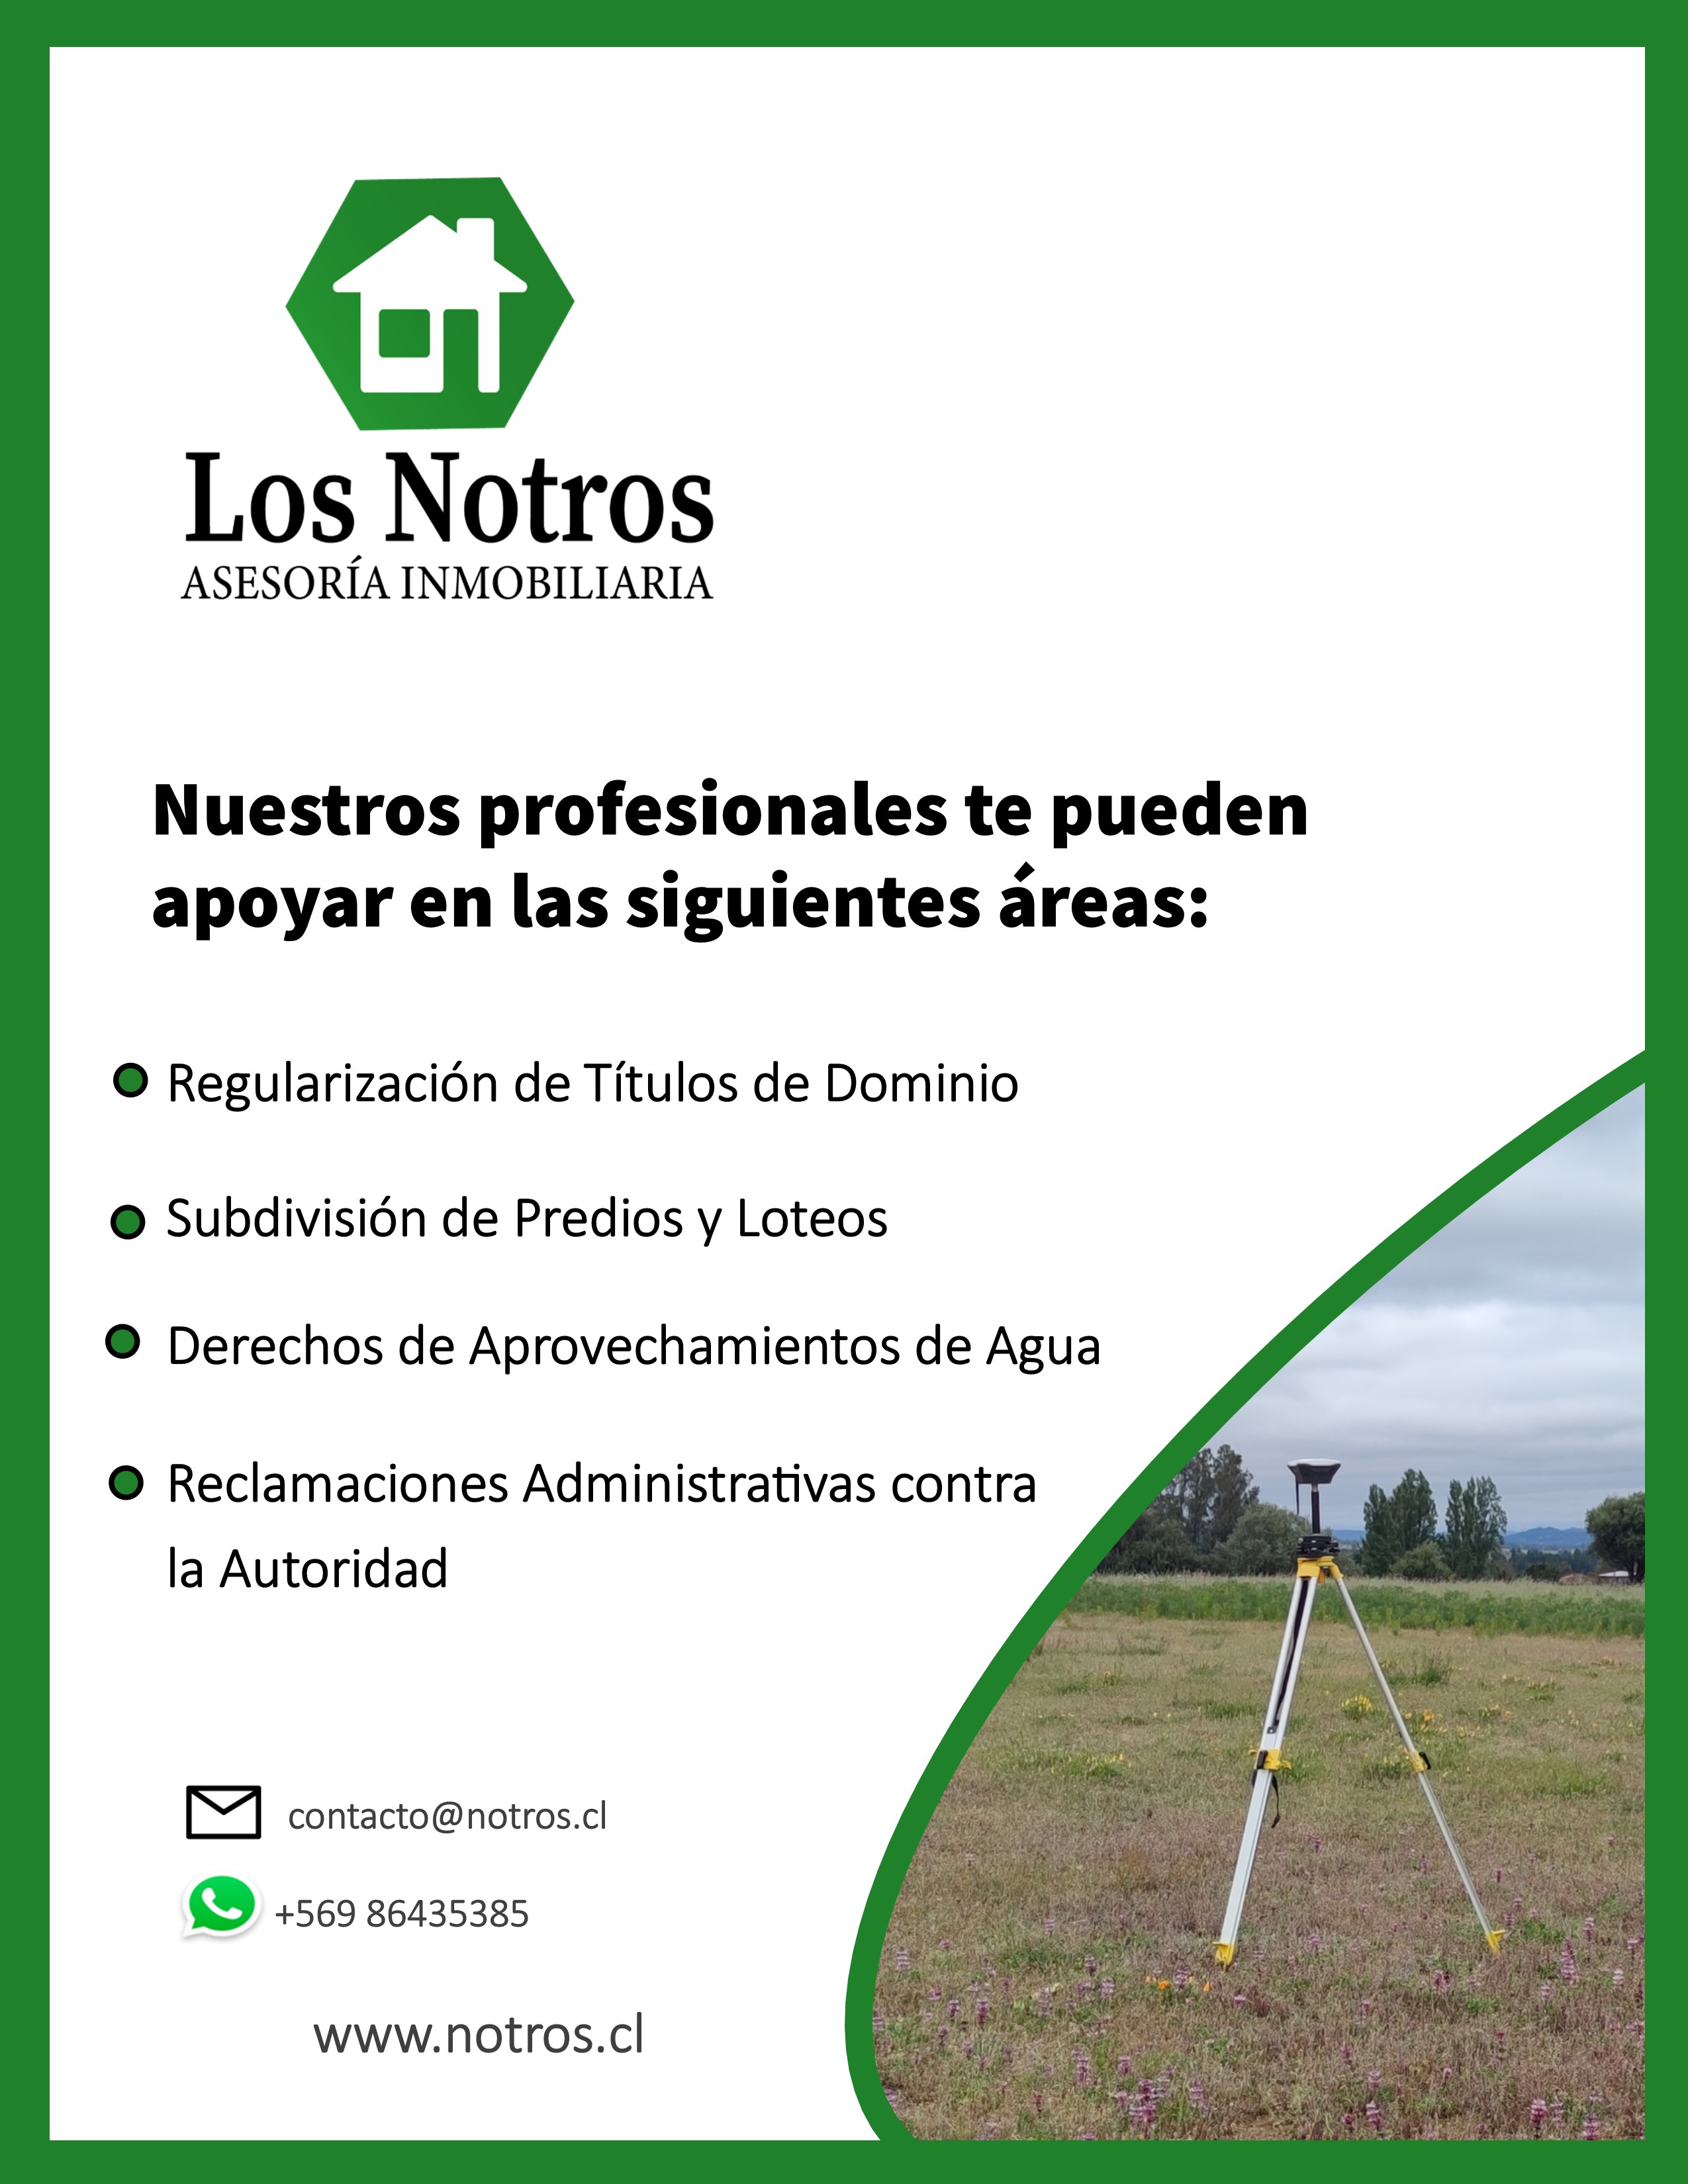 Los Notros
ASESORÍA INMOBILIARIA
Nuestros profesionales te pueden
apoyar en las siguientes áreas:
Regularización de Títulos de Dominio
Subdivisión de Predios y Loteos
Derechos de Aprovechamientos de Agua
Reclamaciones Administrativas contra
la Autoridad
contacto@notros.cl
+569 86435385
www.notros.cl